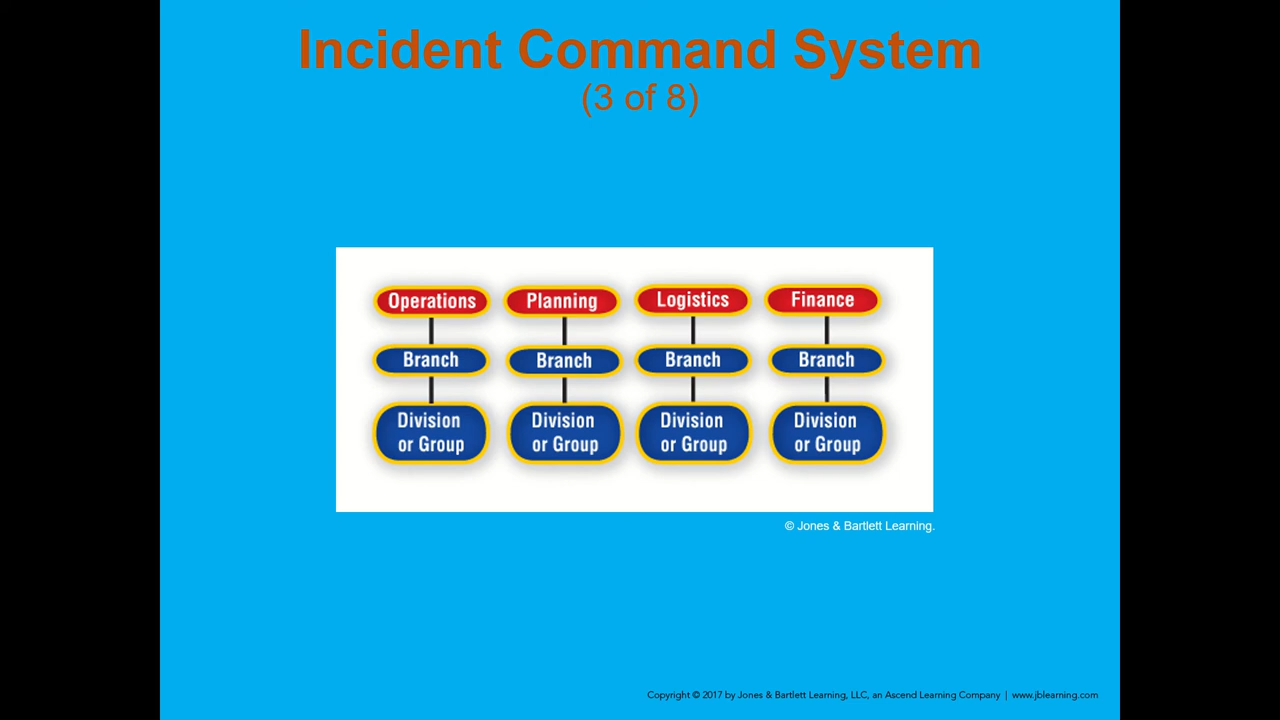 Incident Command System
(3 of 8)
Operations Planning Logistics Finance
Branch Branch Branch Branch
Division or Group
Division or Group
Division or Group
Division or Group
© Jones & Bartlett Learning.
Copyright © 2017 by Jones & Bartlett Learning, LLC, an Ascend Learning Company | www.jblearning.com